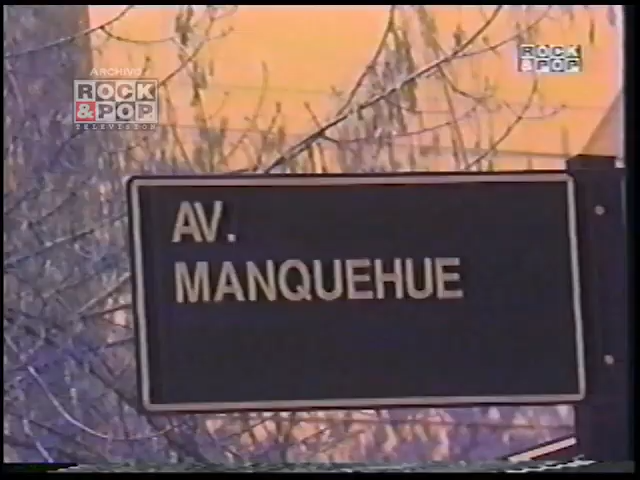 ARCHIVO
ROCK
&POP
TELEVISION
ROCK
&POP
AV.
MANQUEHUE